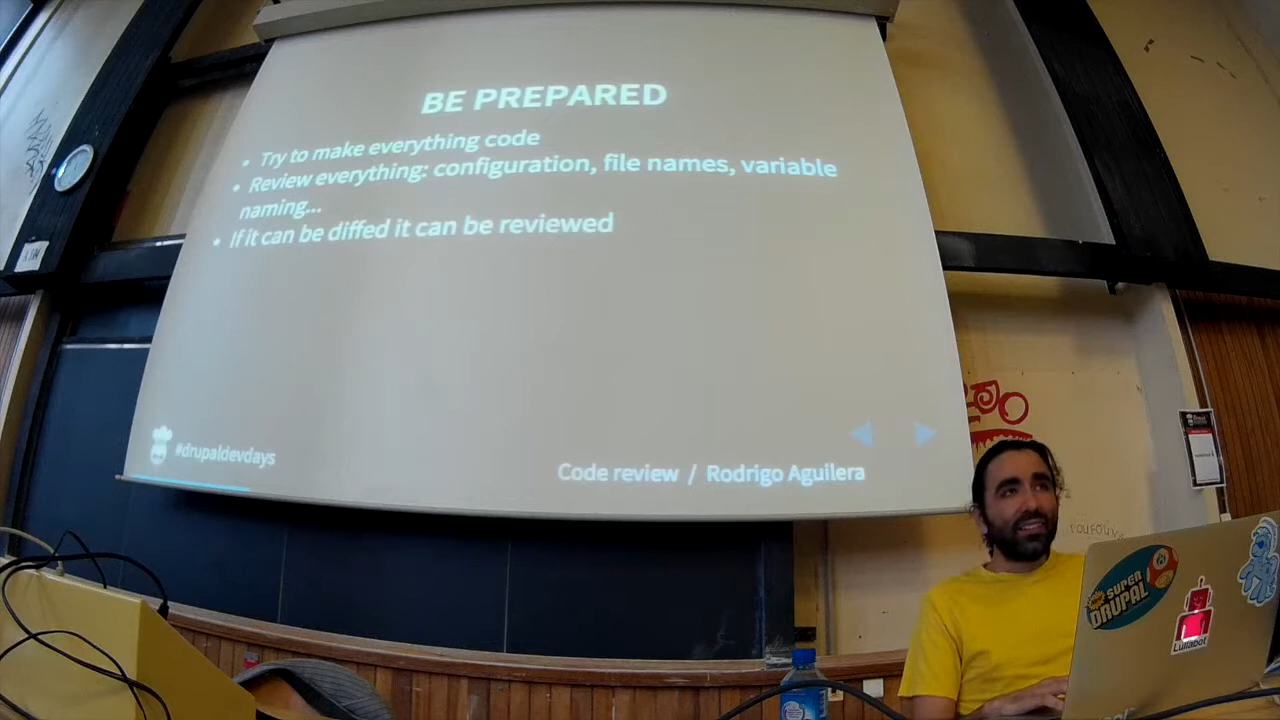 BE PREPARED
• Try to make everything code
• Review everything: configuration, file names, variable
naming...
• If it can be diffed it can be reviewed
#drupaldevdays
Code review / Rodrigo Aguilera
SUPER
DRUPAL
Lullabot